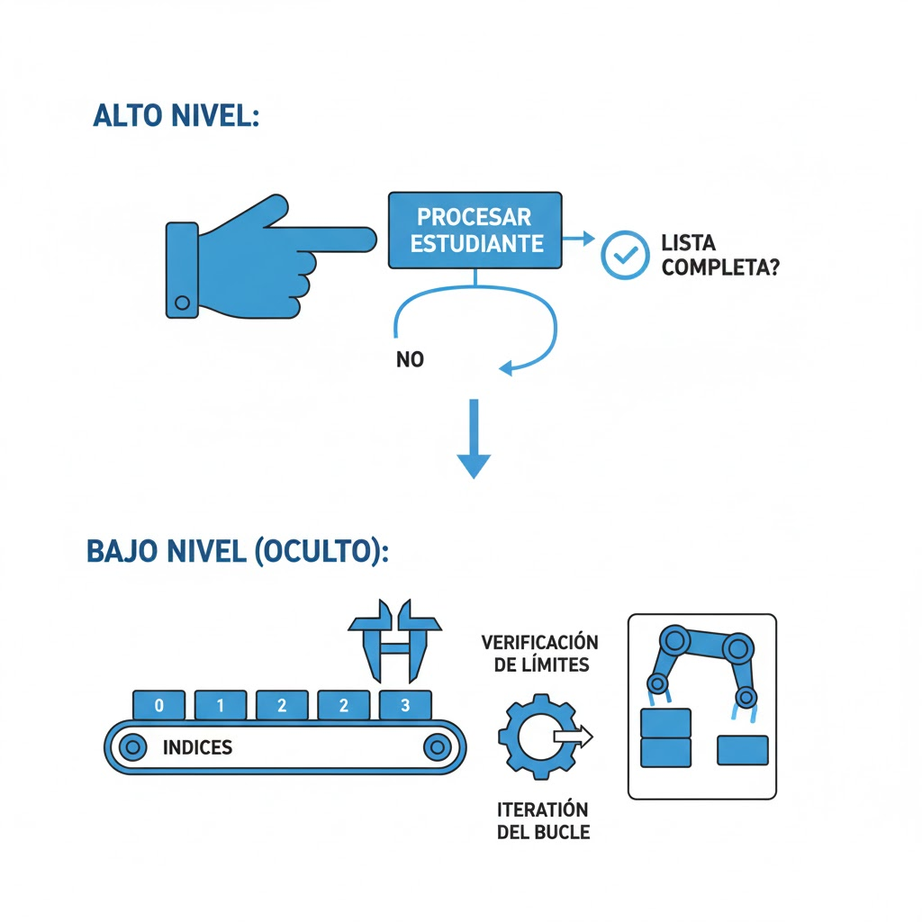 ALTO NIVEL:
PROCESAR
ESTUDIANTE
LISTA
COMPLETA?
NO
BAJO NIVEL (OCULTO):
VERIFICACIÓN
DE LÍMITES
0 1 2 2 3
INDICES
ITERATIÓN
DEL BUCLE